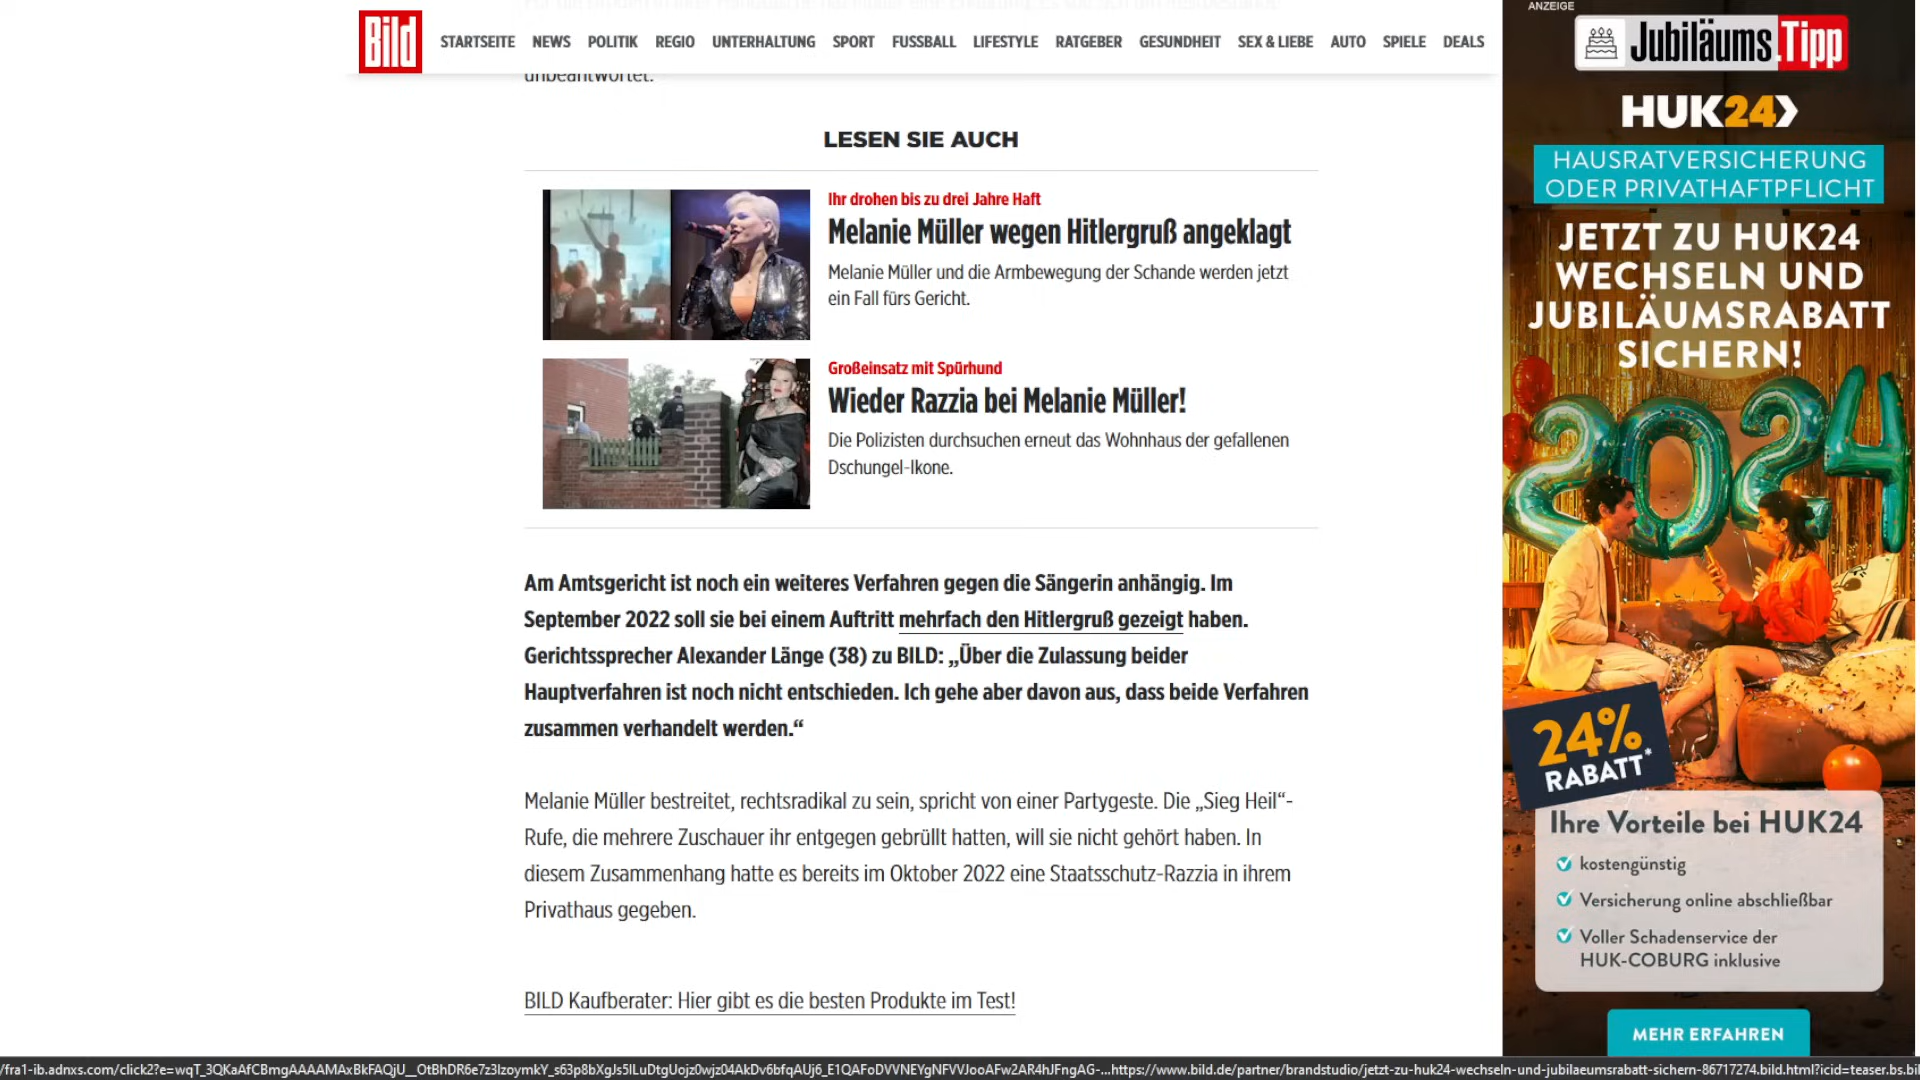 ANZEIGE
Bild
STARTSEITE NEWS POLITIK REGIO UNTERHALTUNG SPORT FUSSBALL LIFESTYLE RATGEBER GESUNDHEIT SEX & LIEBE AUTO SPIELE DEALS
unbeantwortet.
LESEN SIE AUCH
Ihr drohen bis zu drei Jahre Haft
Melanie Müller wegen Hitlergruß angeklagt
Melanie Müller und die Armbewegung der Schande werden jetzt
ein Fall fürs Gericht.
Großeinsatz mit Spürhund
Wieder Razzia bei Melanie Müller!
Die Polizisten durchsuchen erneut das Wohnhaus der gefallenen
Dschungel-Ikone.
Am Amtsgericht ist noch ein weiteres Verfahren gegen die Sängerin anhängig. Im
September 2022 soll sie bei einem Auftritt mehrfach den Hitlergruß gezeigt haben.
Gerichtssprecher Alexander Länge (38) zu BILD: „Über die Zulassung beider
Hauptverfahren ist noch nicht entschieden. Ich gehe aber davon aus, dass beide Verfahren
zusammen verhandelt werden.“
Melanie Müller bestreitet, rechtsradikal zu sein, spricht von einer Partygeste. Die „Sieg Heil“-
Rufe, die mehrere Zuschauer ihr entgegen gebrüllt hatten, will sie nicht gehört haben. In
diesem Zusammenhang hatte es bereits im Oktober 2022 eine Staatsschutz-Razzia in ihrem
Privathaus gegeben.
BILD Kaufberater: Hier gibt es die besten Produkte im Test!
Jubiläums.Tipp
HUK24
HAUSRATVERSICHERUNG
ODER PRIVATHAFTPFLICHT
JETZT ZU HUK24
WECHSELN UND
JUBILÄUMSRABATT
SICHERN!
2024
24%
RABATT*
Ihre Vorteile bei HUK24
kostengünstig
Versicherung online abschließbar
Voller Schadenservice der
HUK-COBURG inklusive
MEHR ERFAHREN